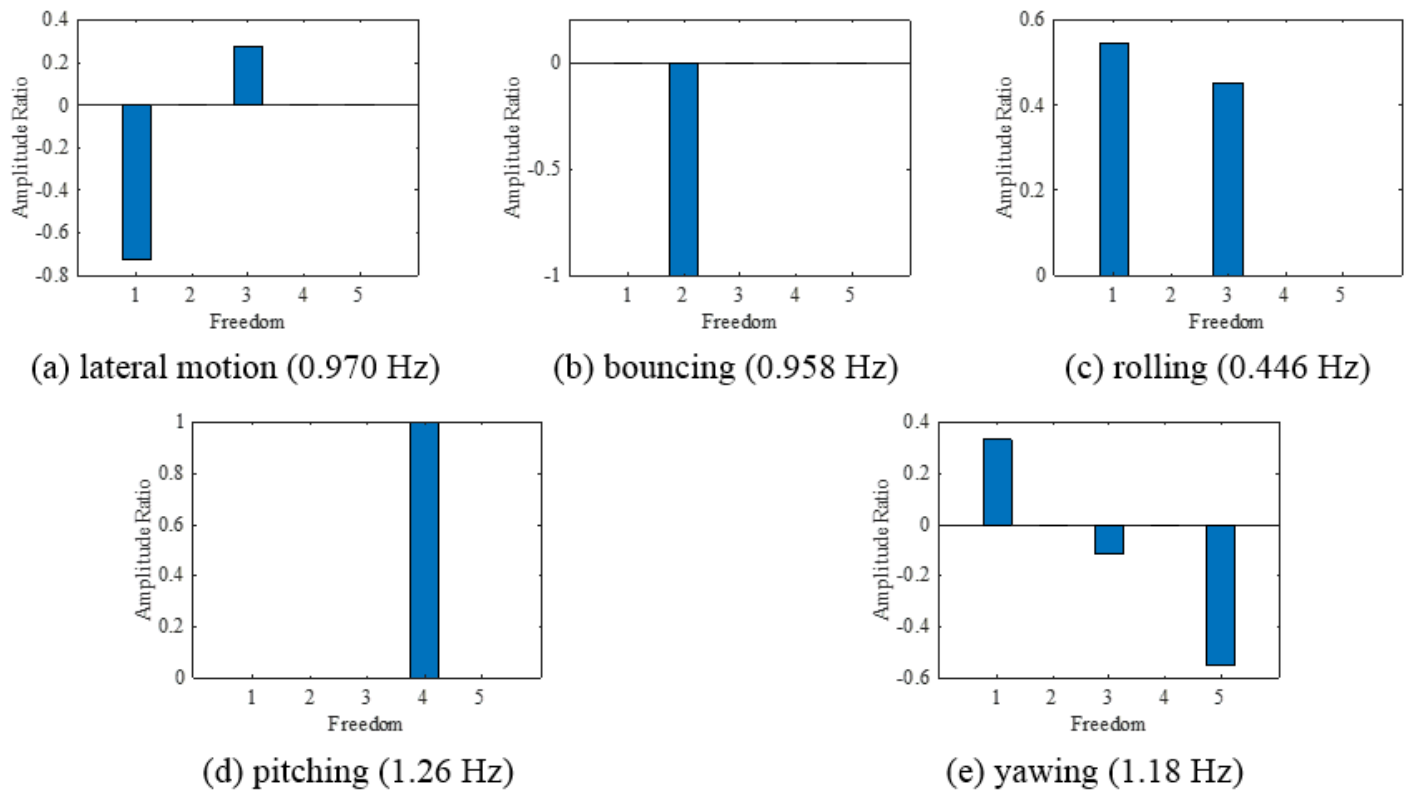 0.4
0.2
0
-0.2
-0.4
-0.6
-0.8
Amplitude Ratio
1 2 3 4 5
Freedom
(a) lateral motion (0.970 Hz)
0
-0.5
-1
Amplitude Ratio
1 2 3 4 5
Freedom
(b) bouncing (0.958 Hz)
0.6
0.4
0.2
0
Amplitude Ratio
1 2 3 4 5
Freedom
(c) rolling (0.446 Hz)
1
0.8
0.6
0.4
0.2
0
Amplitude Ratio
1 2 3 4 5
Freedom
(d) pitching (1.26 Hz)
0.4
0.2
0
-0.2
-0.4
-0.6
Amplitude Ratio
1 2 3 4 5
Freedom
(e) yawing (1.18 Hz)